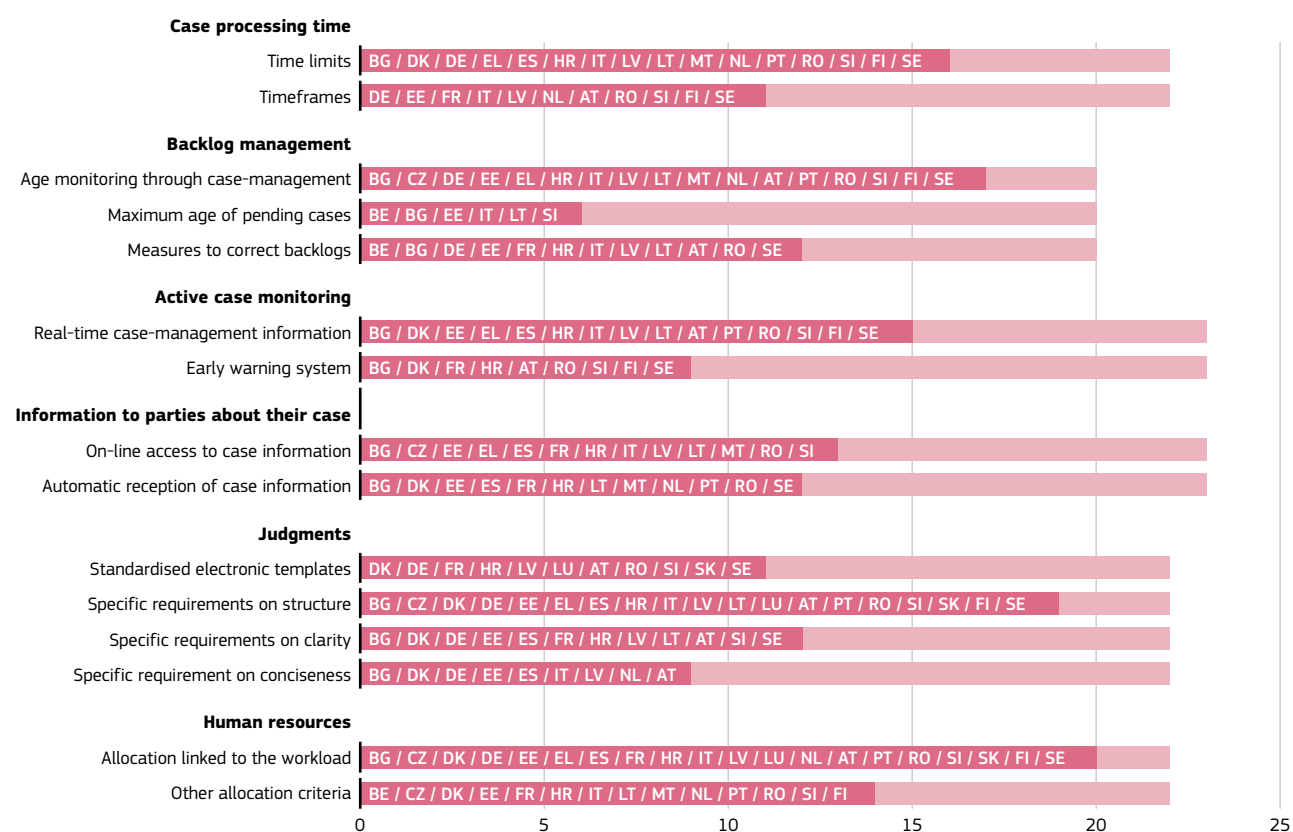 Case processing time
Time limits BG / DK / DE / EL / ES / HR / IT / LV / LT / MT / NL / PT / RO / SI / FI / SE
Timeframes DE / EE / FR / IT / LV / NL / AT / RO / SI / FI / SE
Backlog management
Age monitoring through case-management BG / CZ / DE / EE / EL / HR / IT / LV / LT / MT / NL / AT / PT / RO / SI / FI / SE
Maximum age of pending cases BE / BG / EE / IT / LT / SI
Measures to correct backlogs BE / BG / DE / EE / FR / HR / IT / LV / LT / AT / RO / SE
Active case monitoring
Real-time case-management information BG / DK / EE / EL / ES / HR / IT / LV / LT / AT / PT / RO / SI / FI / SE
Early warning system BG / DK / FR / HR / AT / RO / SI / FI / SE
Information to parties about their case
On-line access to case information BG / CZ / EE / EL / ES / FR / HR / IT / LV / LT / MT / RO / SI
Automatic reception of case information BG / DK / EE / ES / FR / HR / LT / MT / NL / PT / RO / SE
Judgments
Standardised electronic templates DK / DE / FR / HR / LV / LU / AT / RO / SI / SK / SE
Specific requirements on structure BG / CZ / DK / DE / EE / EL / ES / HR / IT / LV / LT / LU / AT / PT / RO / SI / SK / FI / SE
Specific requirements on clarity BG / DK / DE / EE / ES / FR / HR / LV / LT / AT / SI / SE
Specific requirement on conciseness BG / DK / DE / EE / ES / IT / LV / NL / AT
Human resources
Allocation linked to the workload BG / CZ / DK / DE / EE / EL / ES / FR / HR / IT / LV / LU / NL / AT / PT / RO / SI / SK / FI / SE
Other allocation criteria BE / CZ / DK / EE / FR / HR / IT / LT / MT / NL / PT / RO / SI / FI
0 5 10 15 20 25